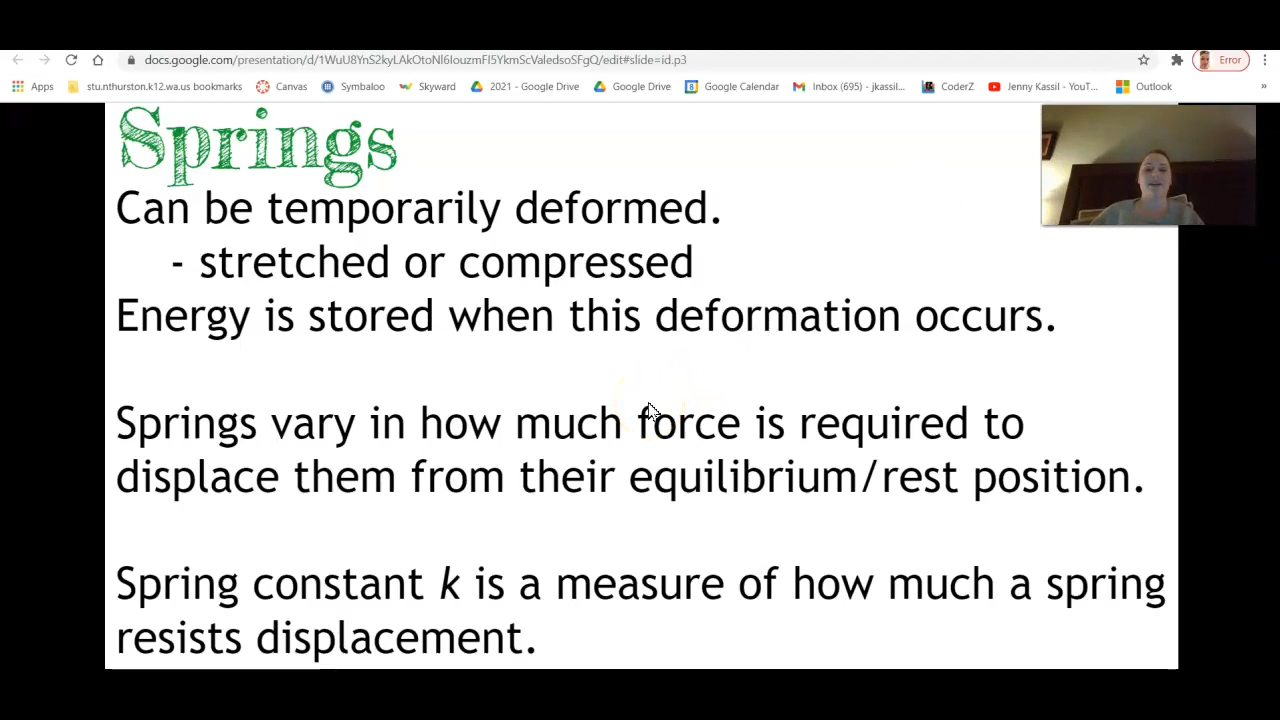 docs.google.com/presentation/d/1WuU8YnS2kyLAkOtoNl6IouzmFI5YkmScValedsoSFgQ/edit#slide=id.p3
Error
Apps stu.nthurston.k12.wa.us bookmarks Canvas Symbaloo Skyward 2021 - Google Drive Google Drive Google Calendar Inbox (695) - jkassil... CoderZ Jenny Kassil - YouT... Outlook »
Springs
Can be temporarily deformed.
- stretched or compressed
Energy is stored when this deformation occurs.
Springs vary in how much force is required to
displace them from their equilibrium/rest position.
Spring constant k is a measure of how much a spring
resists displacement.